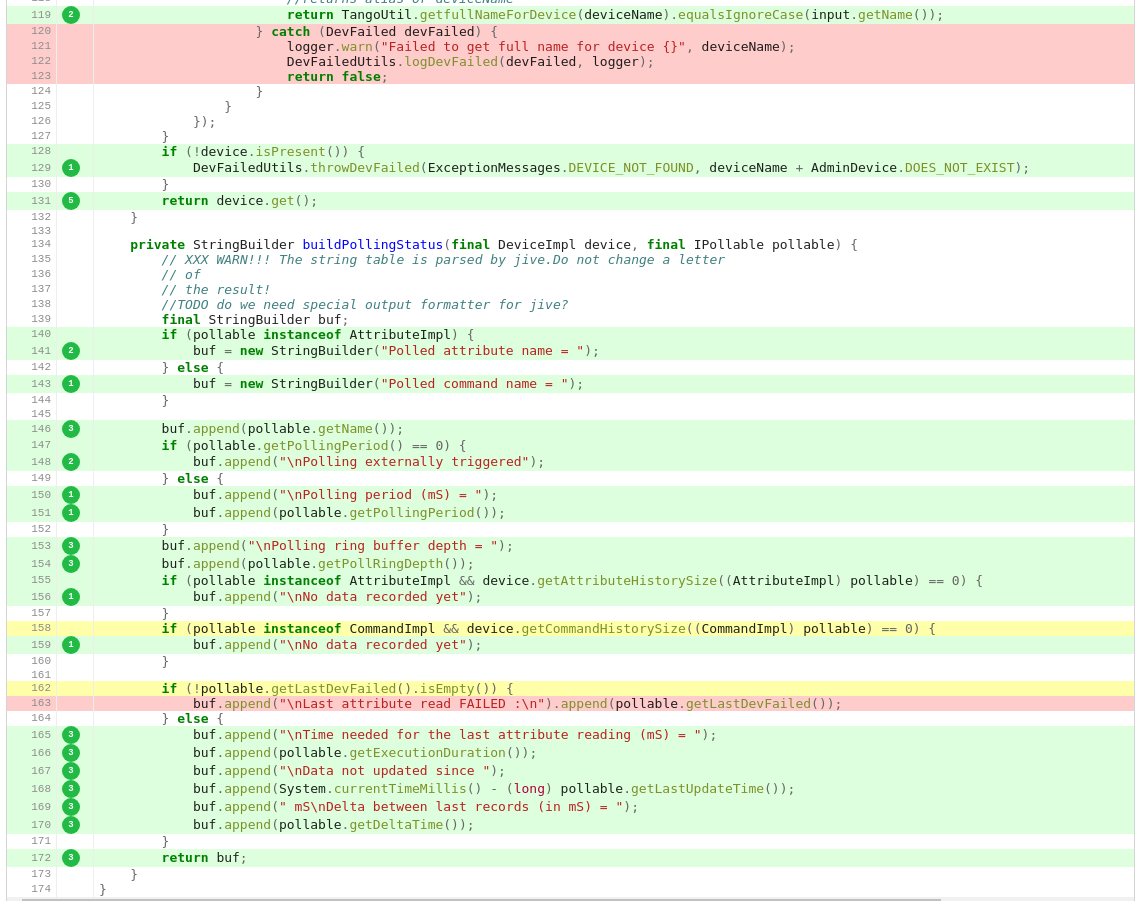 //returns alias or deviceName
119 2 return TangoUtil.getfullNameForDevice(deviceName).equalsIgnoreCase(input.getName());
120 } catch (DevFailed devFailed) {
121 logger.warn("Failed to get full name for device {}", deviceName);
122 DevFailedUtils.logDevFailed(devFailed, logger);
123 return false;
124 }
125 }
126 });
127 }
128 if (!device.isPresent()) {
129 1 DevFailedUtils.throwDevFailed(ExceptionMessages.DEVICE_NOT_FOUND, deviceName + AdminDevice.DOES_NOT_EXIST);
130 }
131 5 return device.get();
132 }
133
134 private StringBuilder buildPollingStatus(final DeviceImpl device, final IPollable pollable) {
135 // XXX WARN!!! The string table is parsed by jive.Do not change a letter
136 // of
137 // the result!
138 //TODO do we need special output formatter for jive?
139 final StringBuilder buf;
140 if (pollable instanceof AttributeImpl) {
141 2 buf = new StringBuilder("Polled attribute name = ");
142 } else {
143 1 buf = new StringBuilder("Polled command name = ");
144 }
145
146 3 buf.append(pollable.getName());
147 if (pollable.getPollingPeriod() == 0) {
148 2 buf.append("\nPolling externally triggered");
149 } else {
150 1 buf.append("\nPolling period (mS) = ");
151 1 buf.append(pollable.getPollingPeriod());
152 }
153 3 buf.append("\nPolling ring buffer depth = ");
154 3 buf.append(pollable.getPollRingDepth());
155 if (pollable instanceof AttributeImpl && device.getAttributeHistorySize((AttributeImpl) pollable) == 0) {
156 1 buf.append("\nNo data recorded yet");
157 }
158 if (pollable instanceof CommandImpl && device.getCommandHistorySize((CommandImpl) pollable) == 0) {
159 1 buf.append("\nNo data recorded yet");
160 }
161
162 if (!pollable.getLastDevFailed().isEmpty()) {
163 buf.append("\nLast attribute read FAILED :\n").append(pollable.getLastDevFailed());
164 } else {
165 3 buf.append("\nTime needed for the last attribute reading (mS) = ");
166 3 buf.append(pollable.getExecutionDuration());
167 3 buf.append("\nData not updated since ");
168 3 buf.append(System.currentTimeMillis() - (long) pollable.getLastUpdateTime());
169 3 buf.append(" mS\nDelta between last records (in mS) = ");
170 3 buf.append(pollable.getDeltaTime());
171 }
172 3 return buf;
173 }
174 }